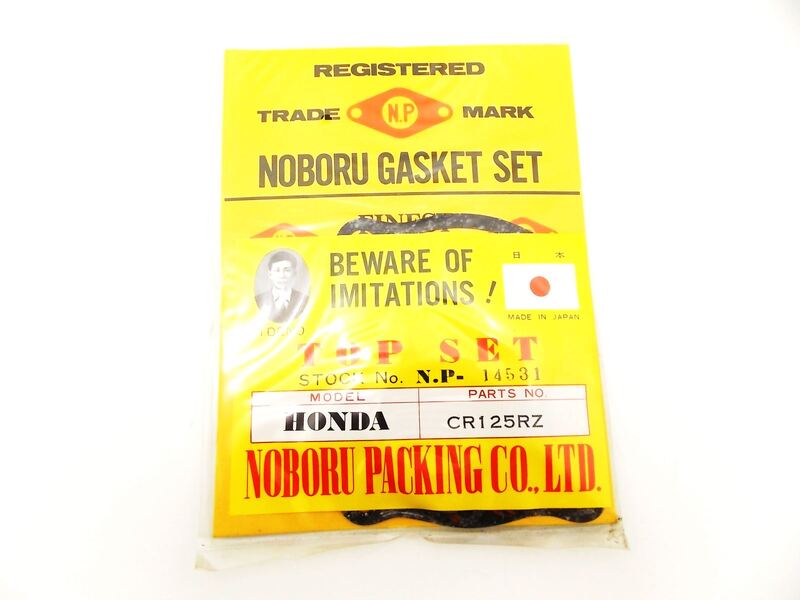 REGISTERED
TRADE N.P MARK
NOBORU GASKET SET
FINEST
BEWARE OF
IMITATIONS!
日本
MADE IN JAPAN
TOP SET
STOCK No. N.P- 14531
MODEL PARTS NO.
HONDA CR125RZ
NOBORU PACKING CO., LTD.